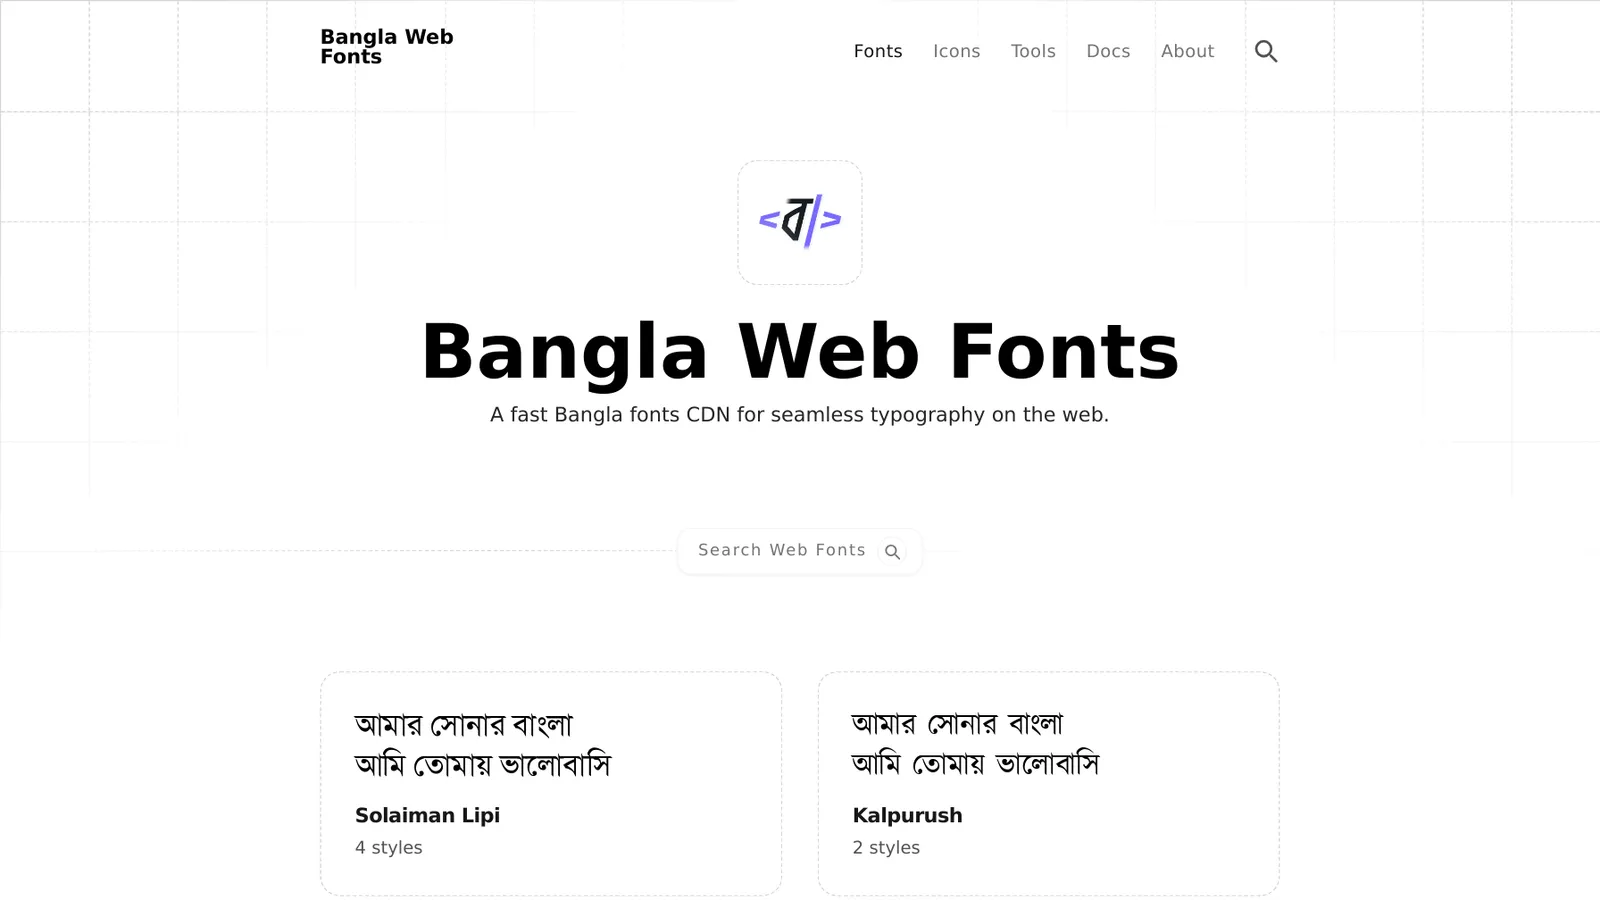 Bangla Web
Fonts
Fonts Icons Tools Docs About
<ব/>
Bangla Web Fonts
A fast Bangla fonts CDN for seamless typography on the web.
Search Web Fonts
আমার সোনার বাংলা
আমি তোমায় ভালোবাসি
Solaiman Lipi
4 styles
আমার সোনার বাংলা
আমি তোমায় ভালোবাসি
Kalpurush
2 styles